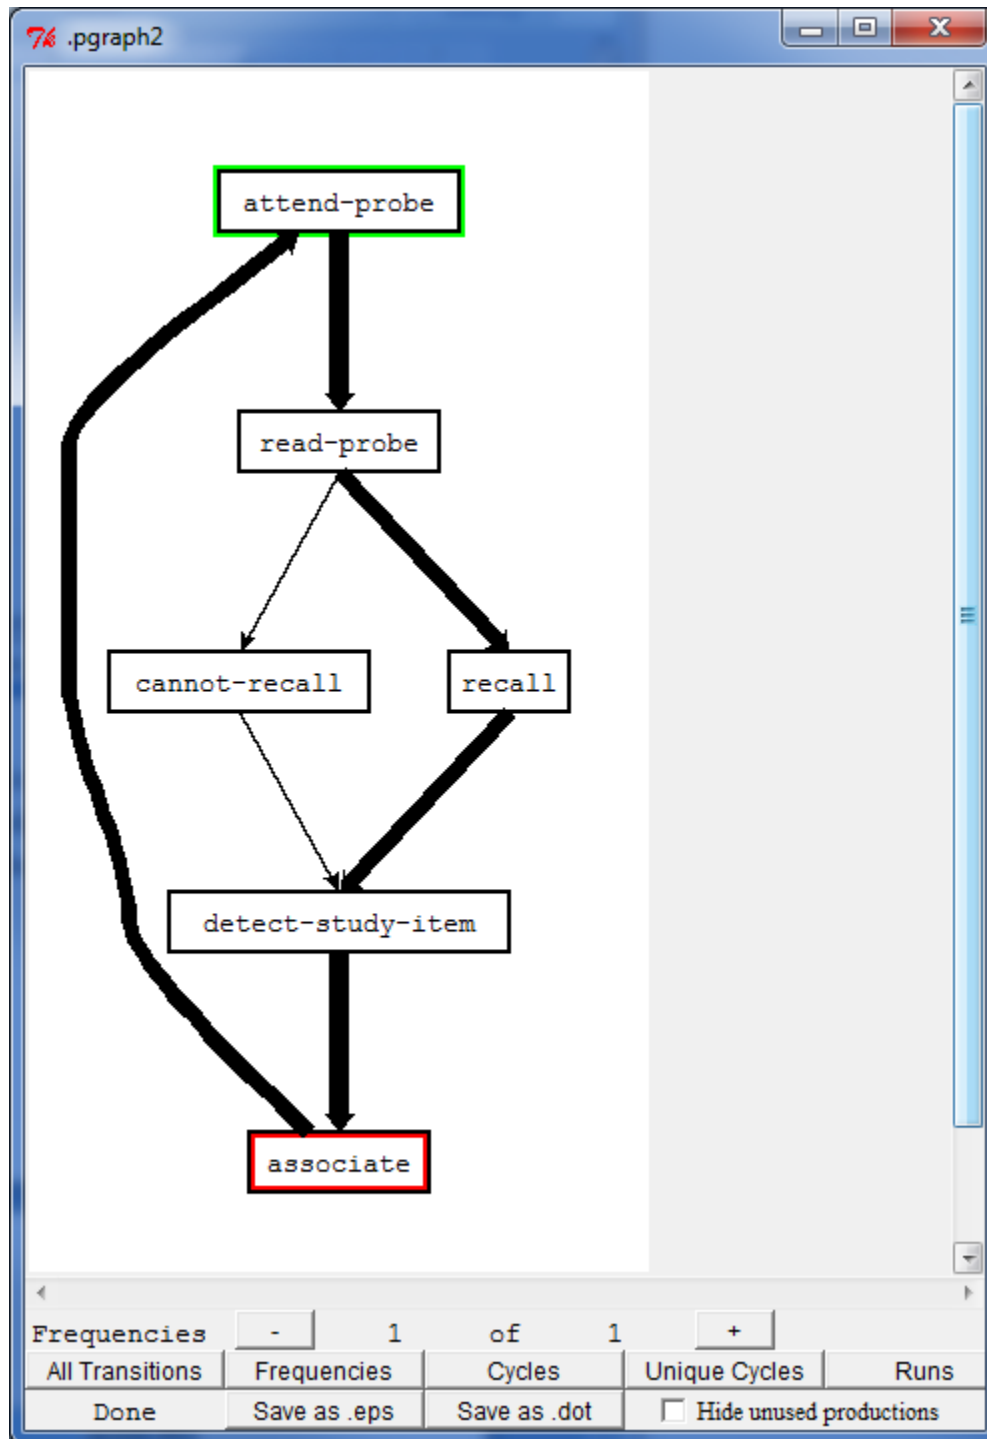 7% .pgraph2
attend-probe
read-probe
cannot-recall recall
detect-study-item
associate
Frequencies - 1 of 1 +
All Transitions Frequencies Cycles Unique Cycles Runs
Done Save as .eps Save as .dot Hide unused productions